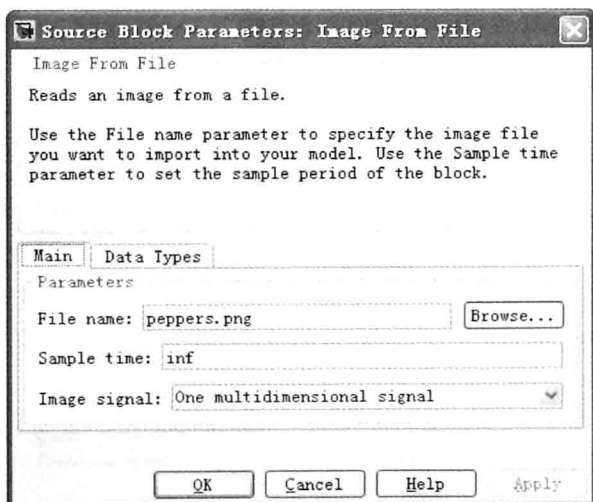 Source Block Parameters: Image From File
Image From File
Reads an image from a file.
Use the File name parameter to specify the image file
you want to import into your model. Use the Sample time
parameter to set the sample period of the block.
Main Data Types
Parameters
File name: peppers.png Browse...
Sample time: inf
Image signal: One multidimensional signal
OK Cancel Help Apply